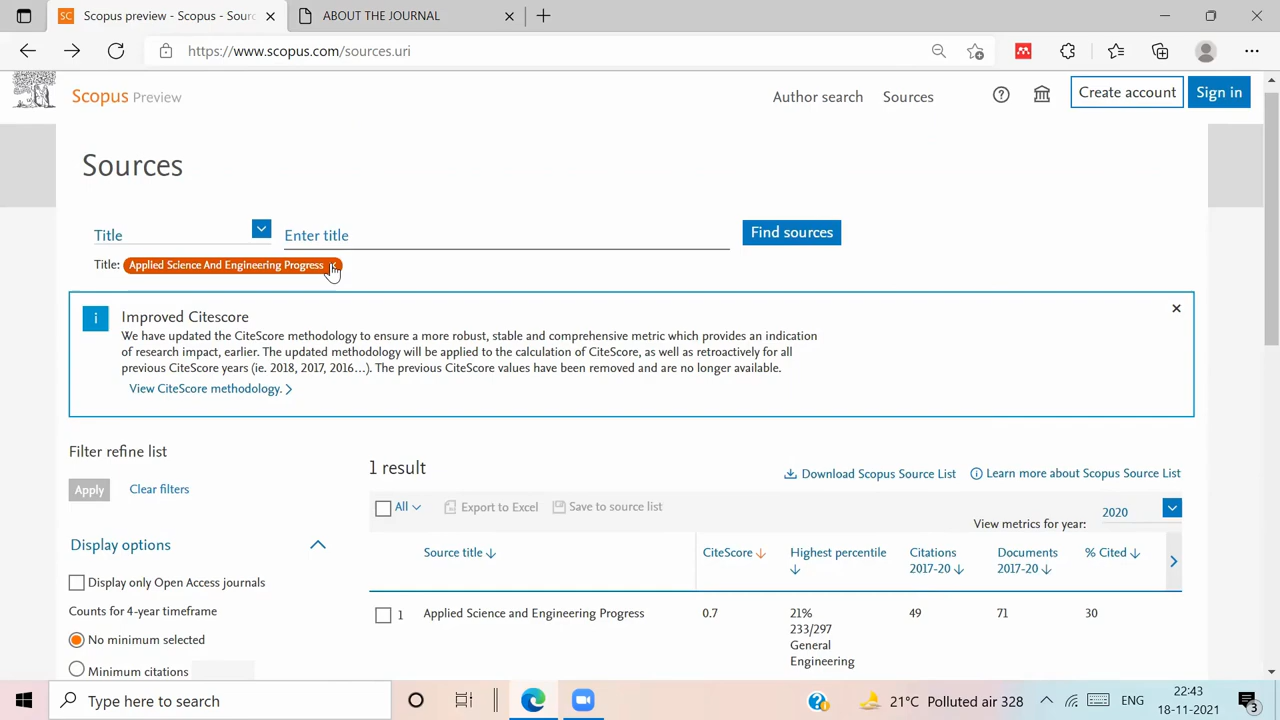 SC Scopus preview - Scopus - Sour
ABOUT THE JOURNAL
https://www.scopus.com/sources.uri
Scopus Preview
Author search
Sources
Create account
Sign in
Sources
Title
Enter title
Find sources
Title: Applied Science And Engineering Progress
i
Improved Citescore
We have updated the CiteScore methodology to ensure a more robust, stable and comprehensive metric which provides an indication
of research impact, earlier. The updated methodology will be applied to the calculation of CiteScore, as well as retroactively for all
previous CiteScore years (ie. 2018, 2017, 2016…). The previous CiteScore values have been removed and are no longer available.
View CiteScore methodology.
Filter refine list
Apply
Clear filters
Display options
Display only Open Access journals
Counts for 4-year timeframe
No minimum selected
Minimum citations
1 result
Download Scopus Source List
Learn more about Scopus Source List
All
Export to Excel
Save to source list
View metrics for year:
2020
Source title
CiteScore
Highest percentile
Citations
2017-20
Documents
2017-20
% Cited
1
Applied Science and Engineering Progress
0.7
21%
233/297
General
Engineering
49
71
30
Type here to search
21°C Polluted air 328
ENG
22:43
18-11-2021
3